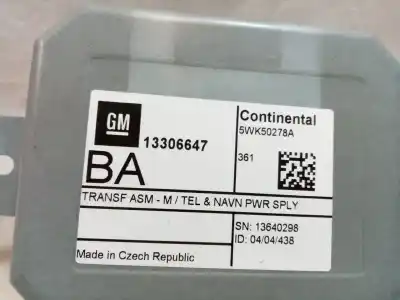 GM
13306647
BA
Continental
5WK50278A
361
TRANSF ASM - M / TEL & NAVN PWR SPLY
SN: 13640298
ID: 04/04/438
Made in Czech Republic